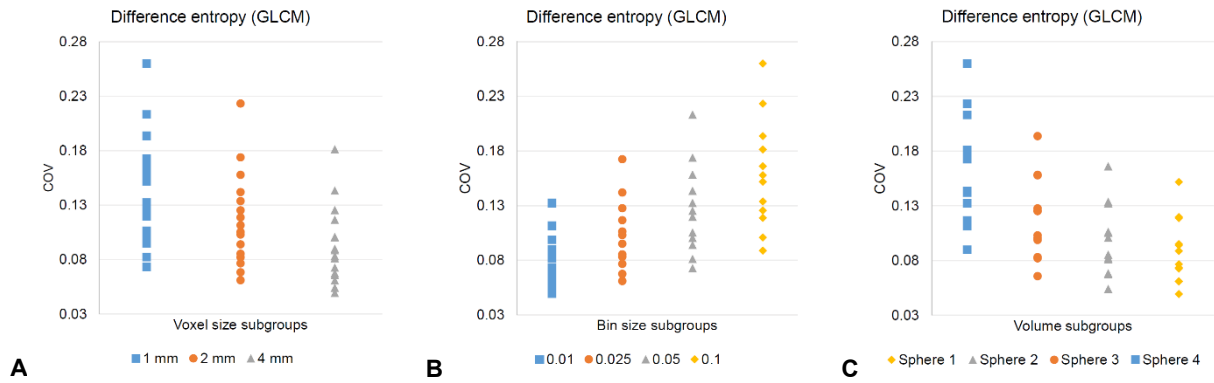 Difference entropy (GLCM)
0.28
0.23
0.18
0.13
0.08
0.03
COV
Voxel size subgroups
1 mm 2 mm 4 mm
A
Difference entropy (GLCM)
0.28
0.23
0.18
0.13
0.08
0.03
COV
Bin size subgroups
0.01 0.025 0.05 0.1
B
Difference entropy (GLCM)
0.28
0.23
0.18
0.13
0.08
0.03
COV
Volume subgroups
Sphere 1 Sphere 2 Sphere 3 Sphere 4
C